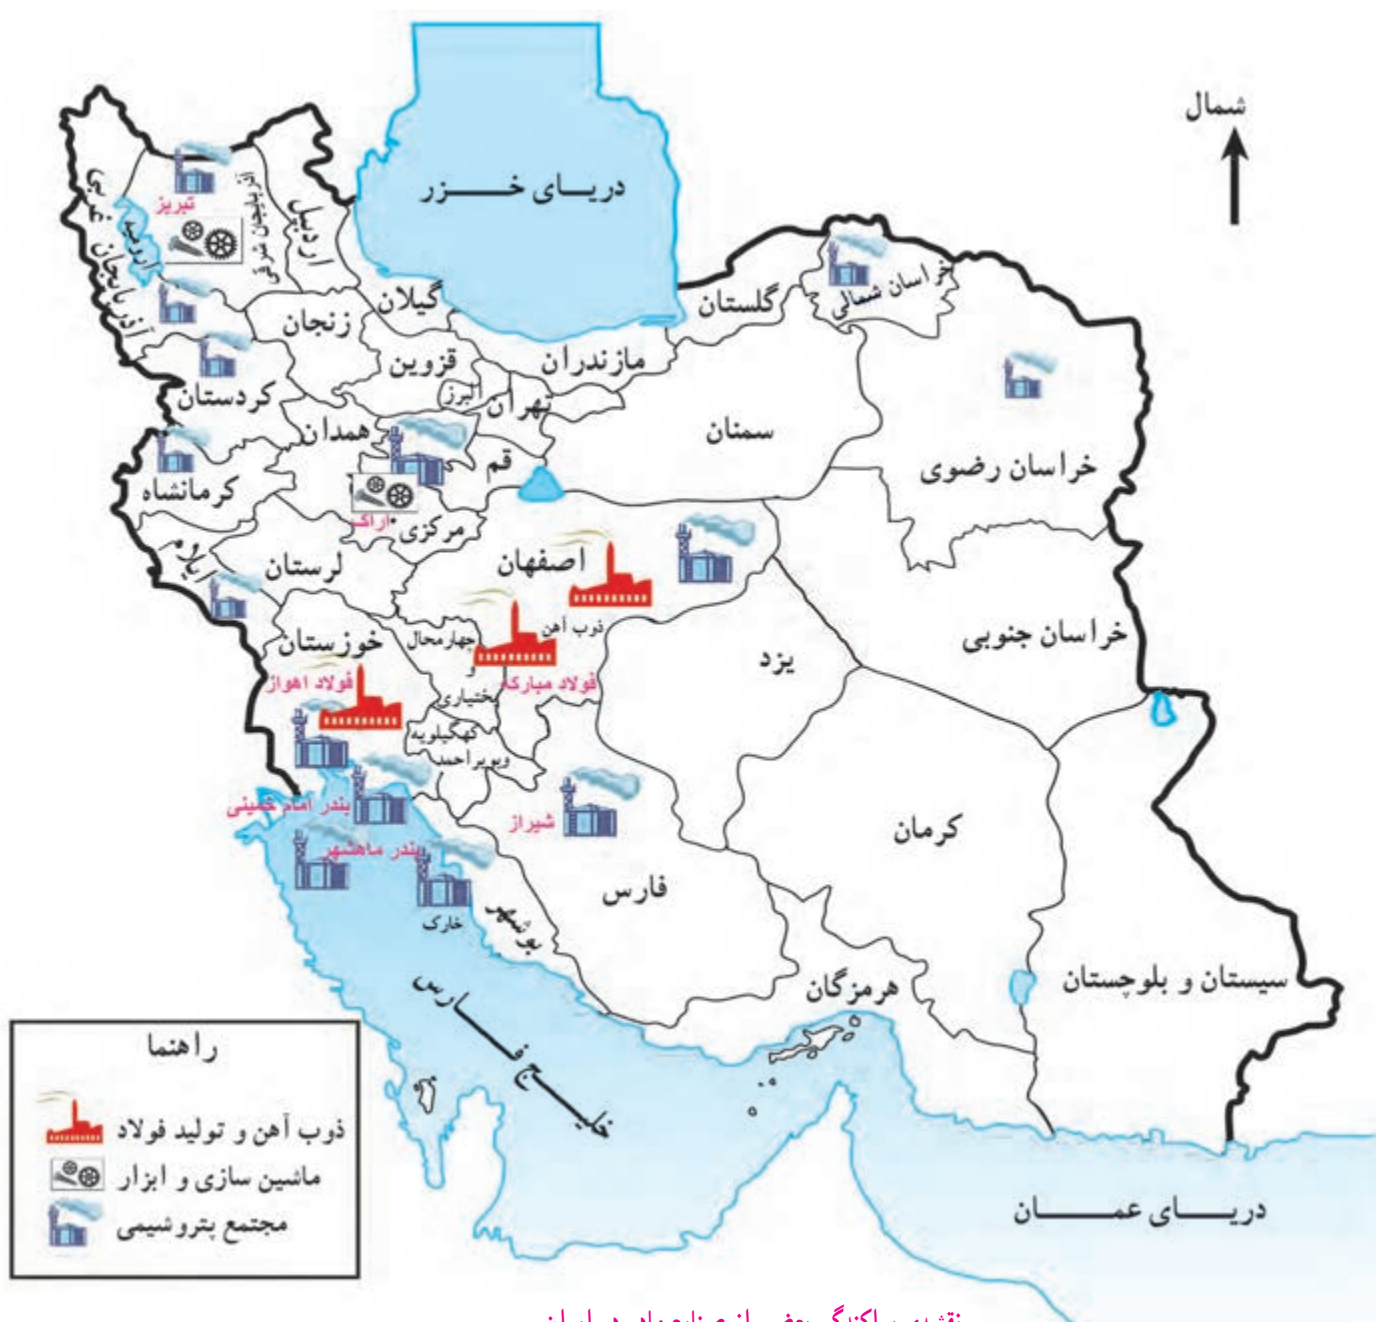 شمال
دریای خزر
آذربایجان غربی
ارومیه
تبریز
آذربایجان شرقی
اردبیل
گیلان
زنجان
قزوین
البرز
تهران
مازندران
گلستان
خراسان شمالی
خراسان رضوی
سمنان
کردستان
همدان
قم
کرمانشاه
اراک
مرکزی
ایلام
لرستان
اصفهان
ذوب آهن
فولاد مبارکه
خوزستان
فولاد اهواز
چهارمحال
و
بختیاری
کهگیلویه
وبویراحمد
یزد
خراسان جنوبی
بندر امام خمینی
بندر ماهشهر
خارک
بوشهر
شیراز
فارس
کرمان
هرمزگان
سیستان و بلوچستان
خلیج فارس
دریای عمان
راهنما
ذوب آهن و تولید فولاد
ماشین سازی و ابزار
مجتمع پتروشیمی